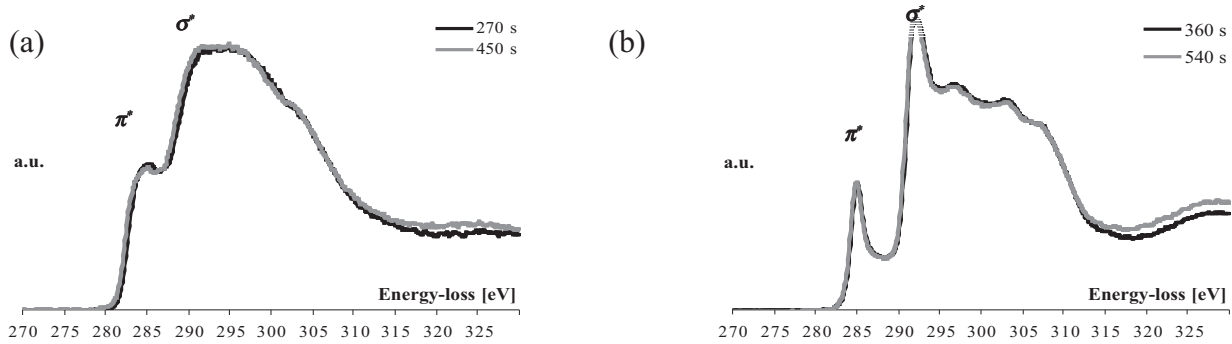 (a)
σ*
270 s
450 s
π*
a.u.
Energy-loss [eV]
270 275 280 285 290 295 300 305 310 315 320 325
(b)
σ*
360 s
540 s
π*
a.u.
Energy-loss [eV]
270 275 280 285 290 295 300 305 310 315 320 325